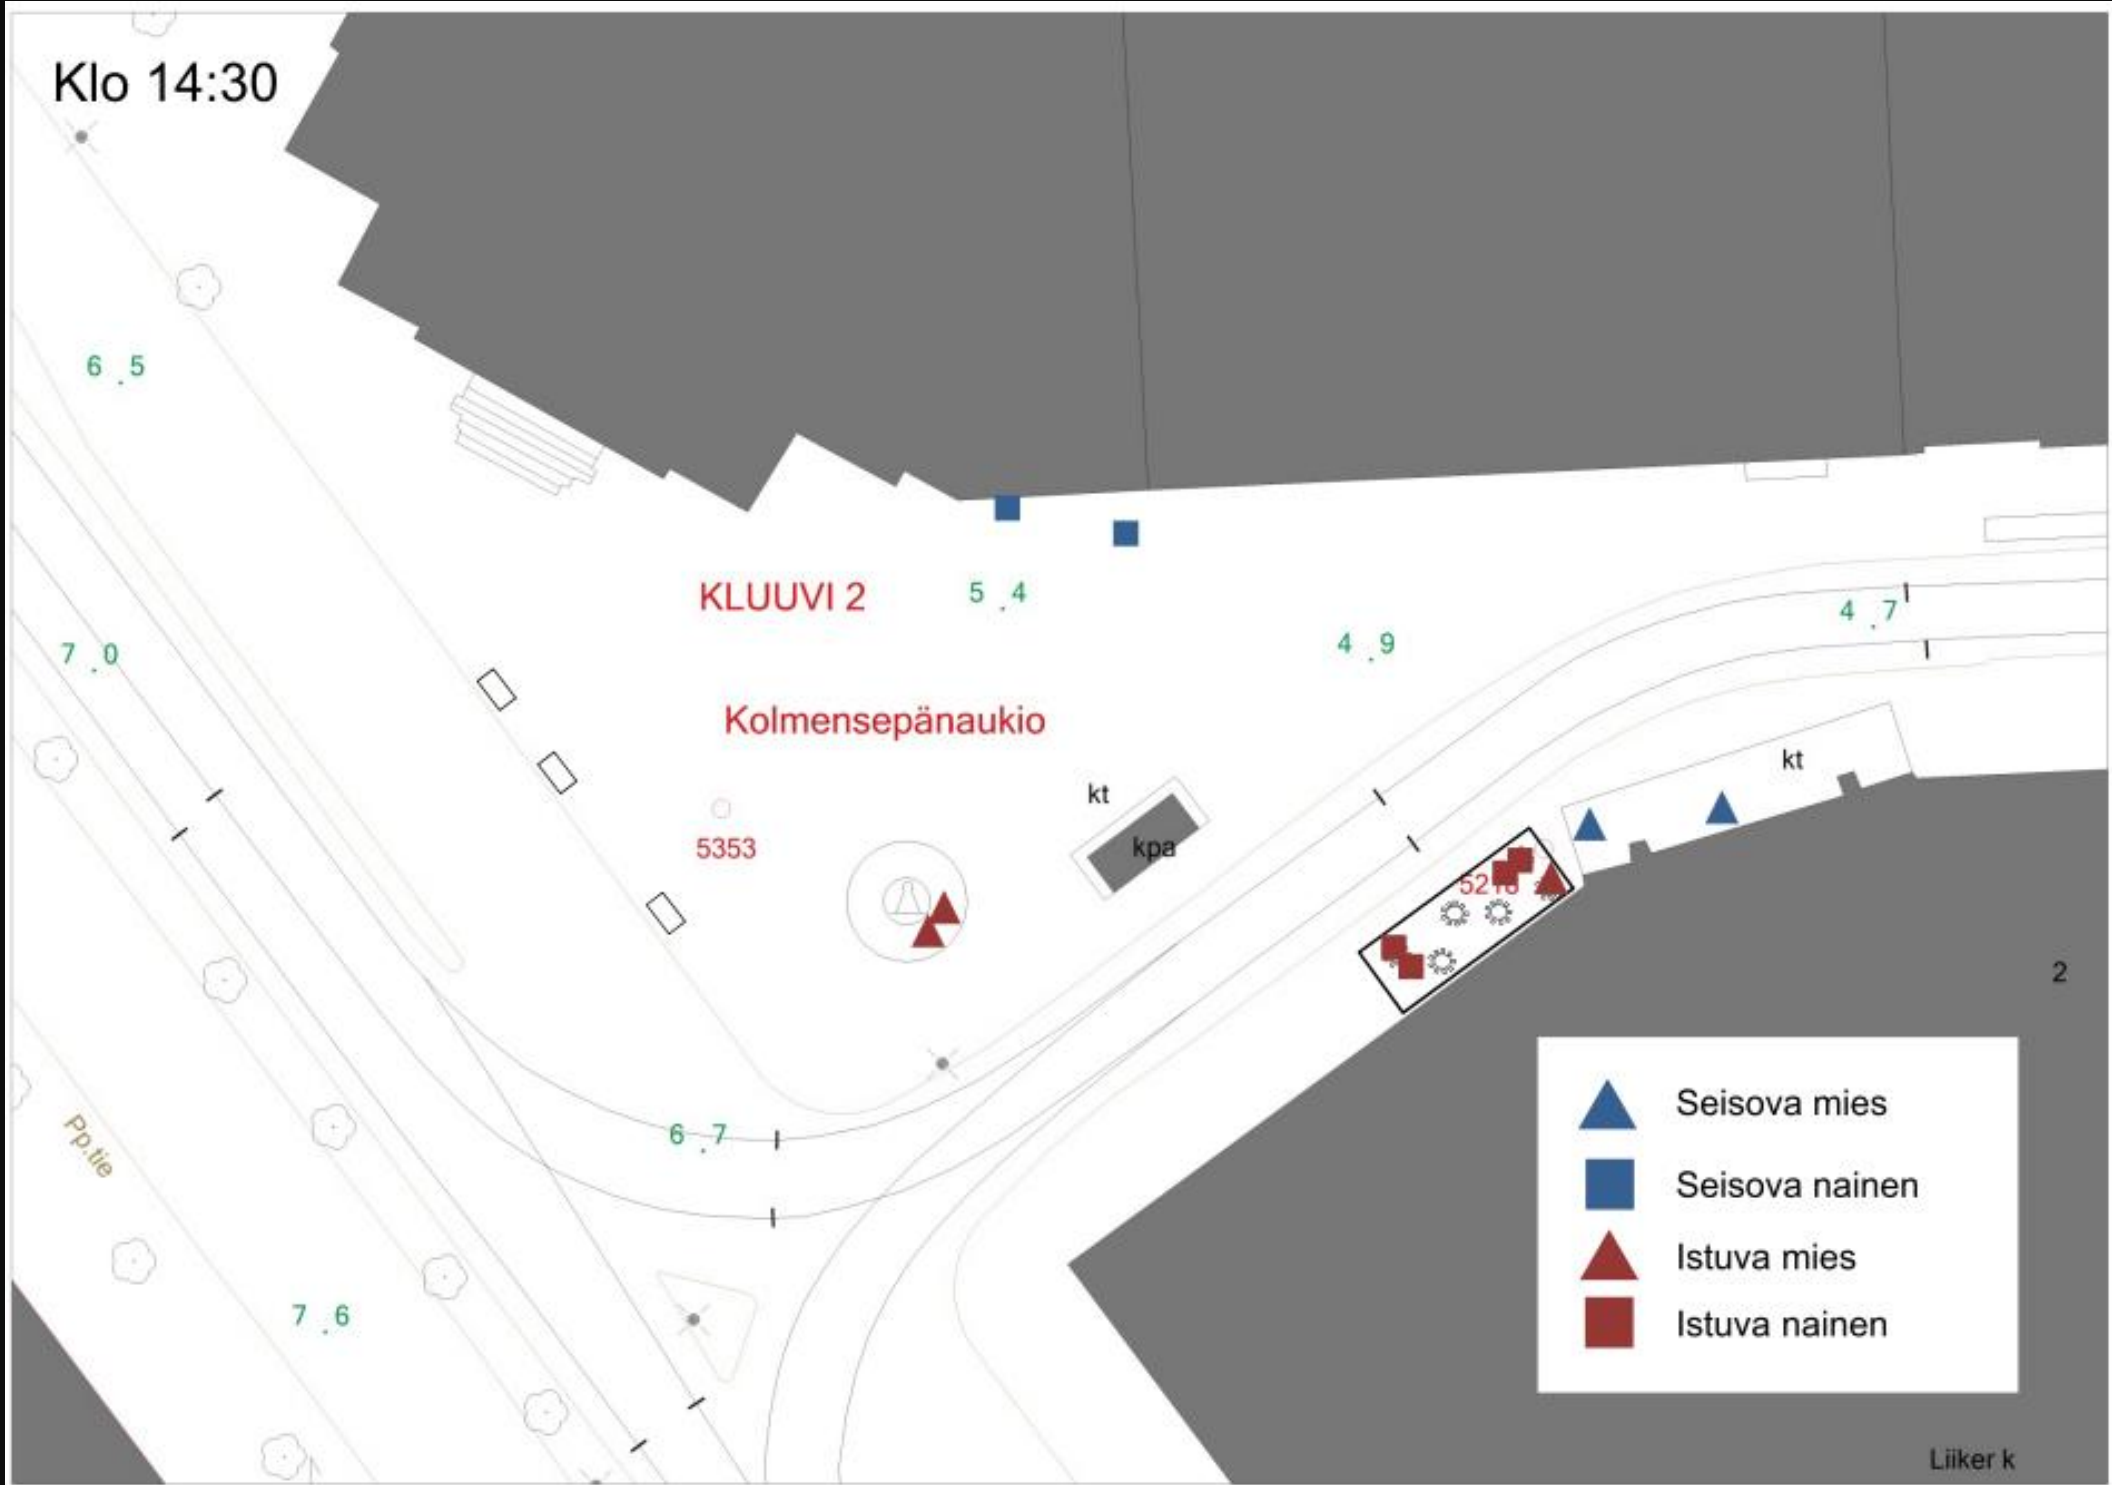 Klo 14:30
6.5
KLUUVI 2
5.4
4.7
4.9
7.0
Kolmensepänaukio
kt
kt
kpa
5353
2
Seisova mies
Pp.tie
6.7
Seisova nainen
Istuva mies
7.6
Istuva nainen
Liiker k